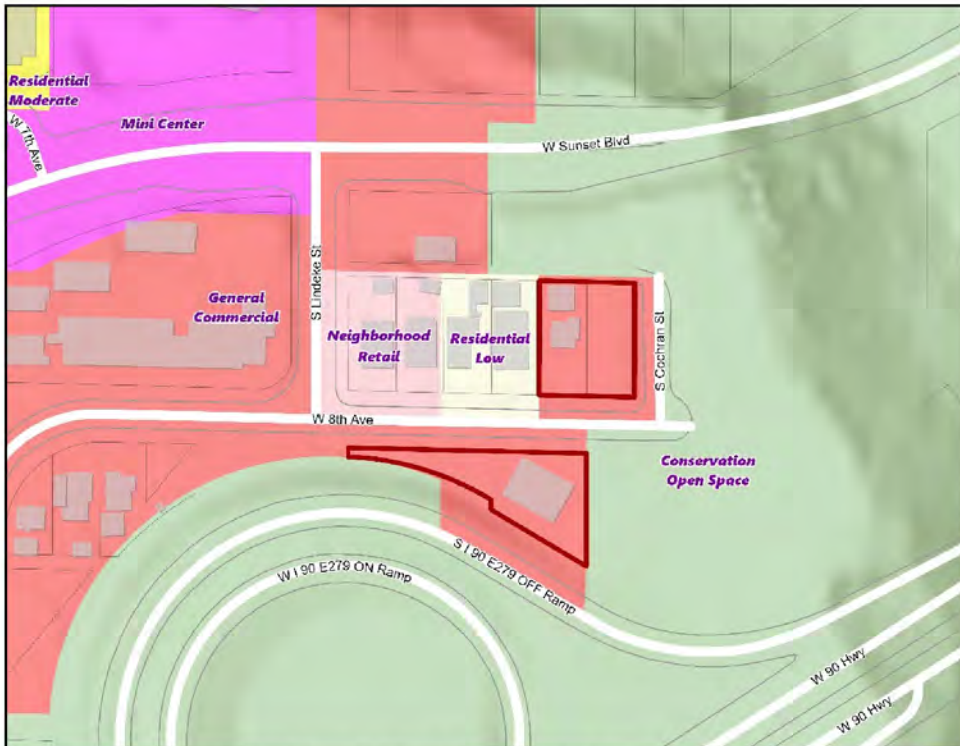 Residential
Moderate
W 7th Ave
Mini Center
W Sunset Blvd
S Lindeke St
General
Commercial
Neighborhood
Retail
Residential
Low
S Cochran St
W 8th Ave
Conservation
Open Space
S I 90 E279 OFF Ramp
W I 90 E279 ON Ramp
W 90 Hwy
W 90 Hwy